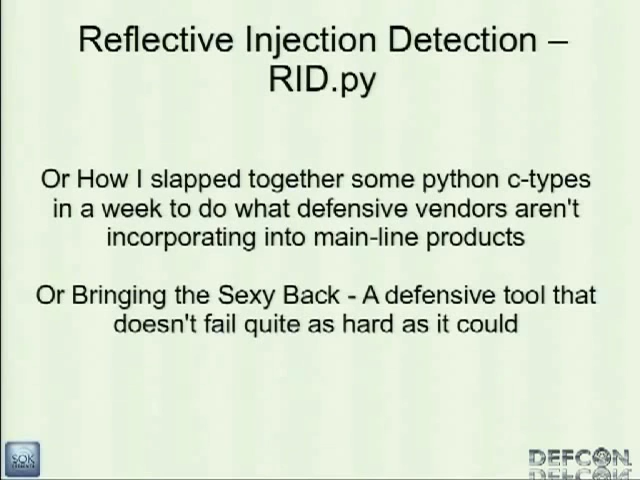 Reflective Injection Detection –
RID.py
Or How I slapped together some python c-types
in a week to do what defensive vendors aren't
incorporating into main-line products
Or Bringing the Sexy Back - A defensive tool that
doesn't fail quite as hard as it could
SOK
DEFCON